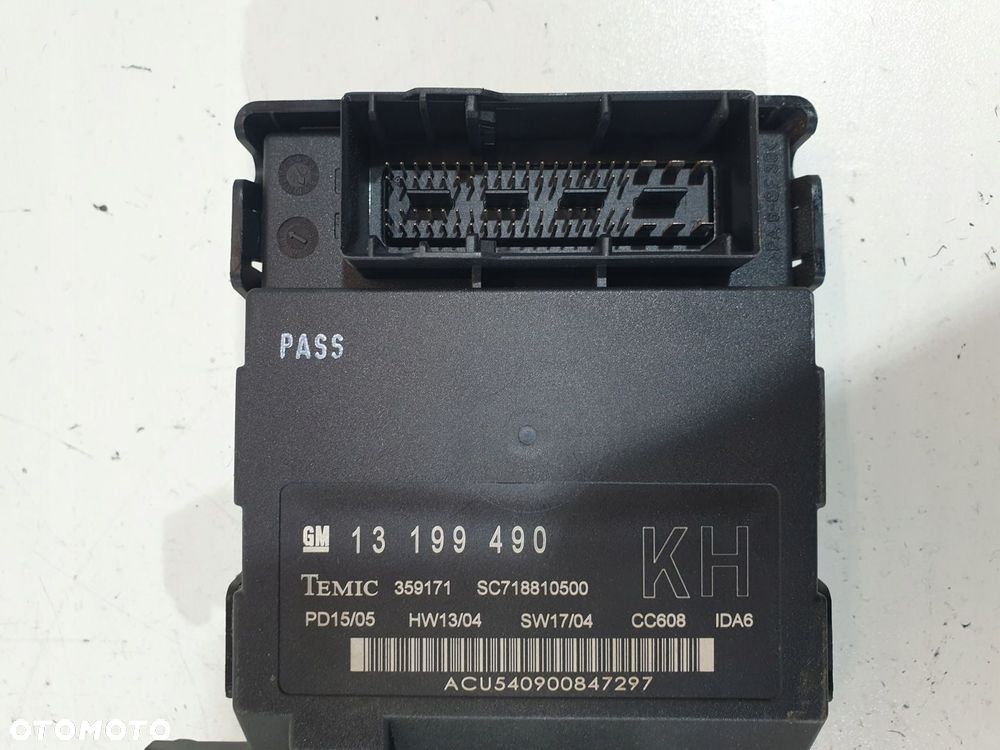 PASS
GM 13 199 490 KH
TEMIC 359171 SC718810500
PD15/05 HW13/04 SW17/04 CC608 IDA6
ACU540900847297
OTOMOTO